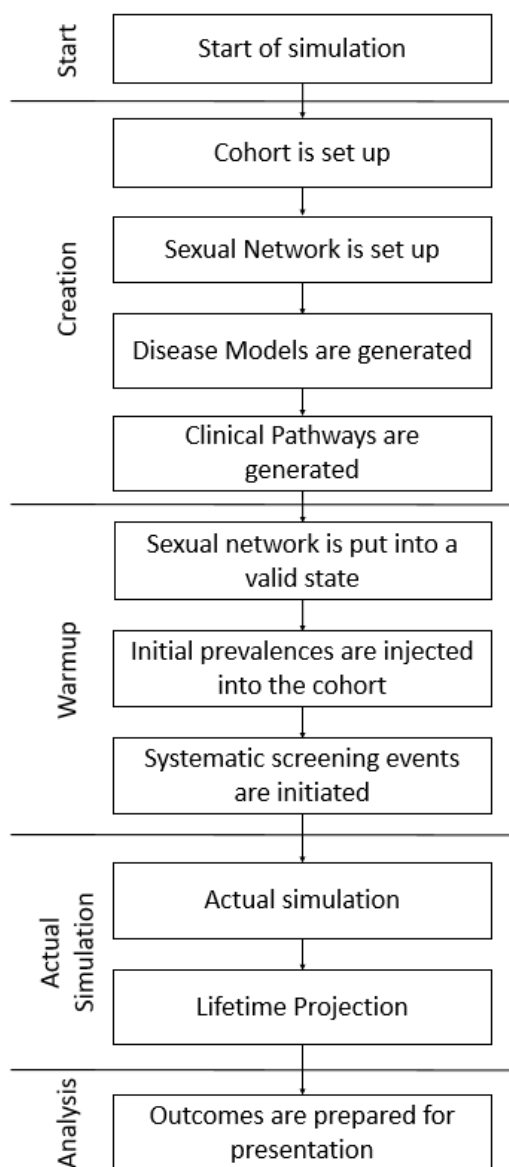 Start
Start of simulation
Creation
Cohort is set up
Sexual Network is set up
Disease Models are generated
Clinical Pathways are
generated
Warmup
Sexual network is put into a
valid state
Initial prevalences are injected
into the cohort
Systematic screening events
are initiated
Actual
Simulation
Actual simulation
Lifetime Projection
Analysis
Outcomes are prepared for
presentation